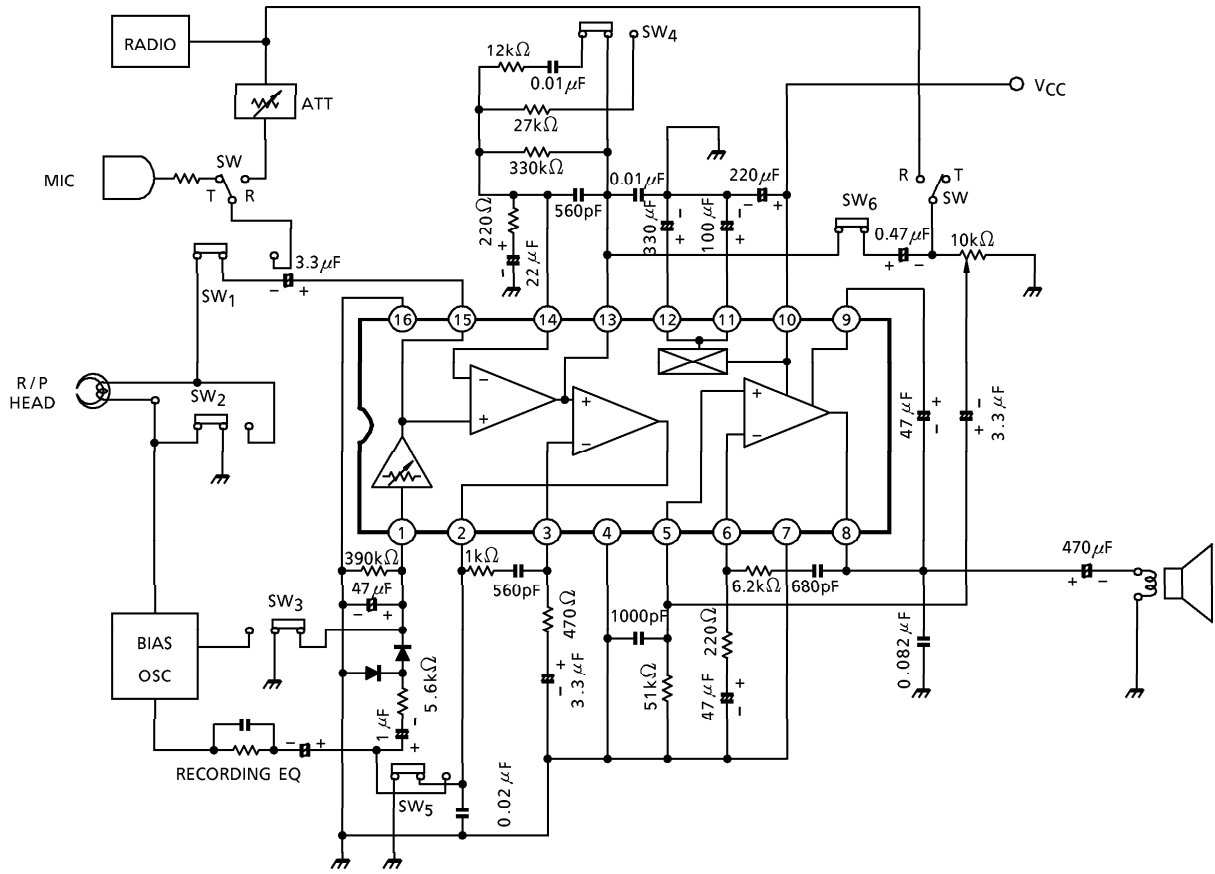 RADIO
ATT
MIC
SW
T
R
12kΩ
0.01µF
SW4
27kΩ
330kΩ
VCC
0.01µF
220µF
−
+
560pF
220Ω
+
−
22µF
330µF
−
+
100µF
−
+
R
T
SW
SW6
0.47µF
+
−
10kΩ
3.3µF
−
+
SW1
16
15
14
13
12
11
10
9
R/P
HEAD
SW2
−
+
+
−
+
−
47µF
+
−
−
+
3.3µF
1
2
3
4
5
6
7
8
390kΩ
47µF
−
+
1kΩ
560pF
470Ω
+
−
3.3µF
1000pF
51kΩ
6.2kΩ
680pF
220Ω
47µF
+
−
0.082µF
470µF
+
−
SW3
BIAS
OSC
5.6kΩ
1µF
−
+
−
+
RECORDING EQ
SW5
0.02µF